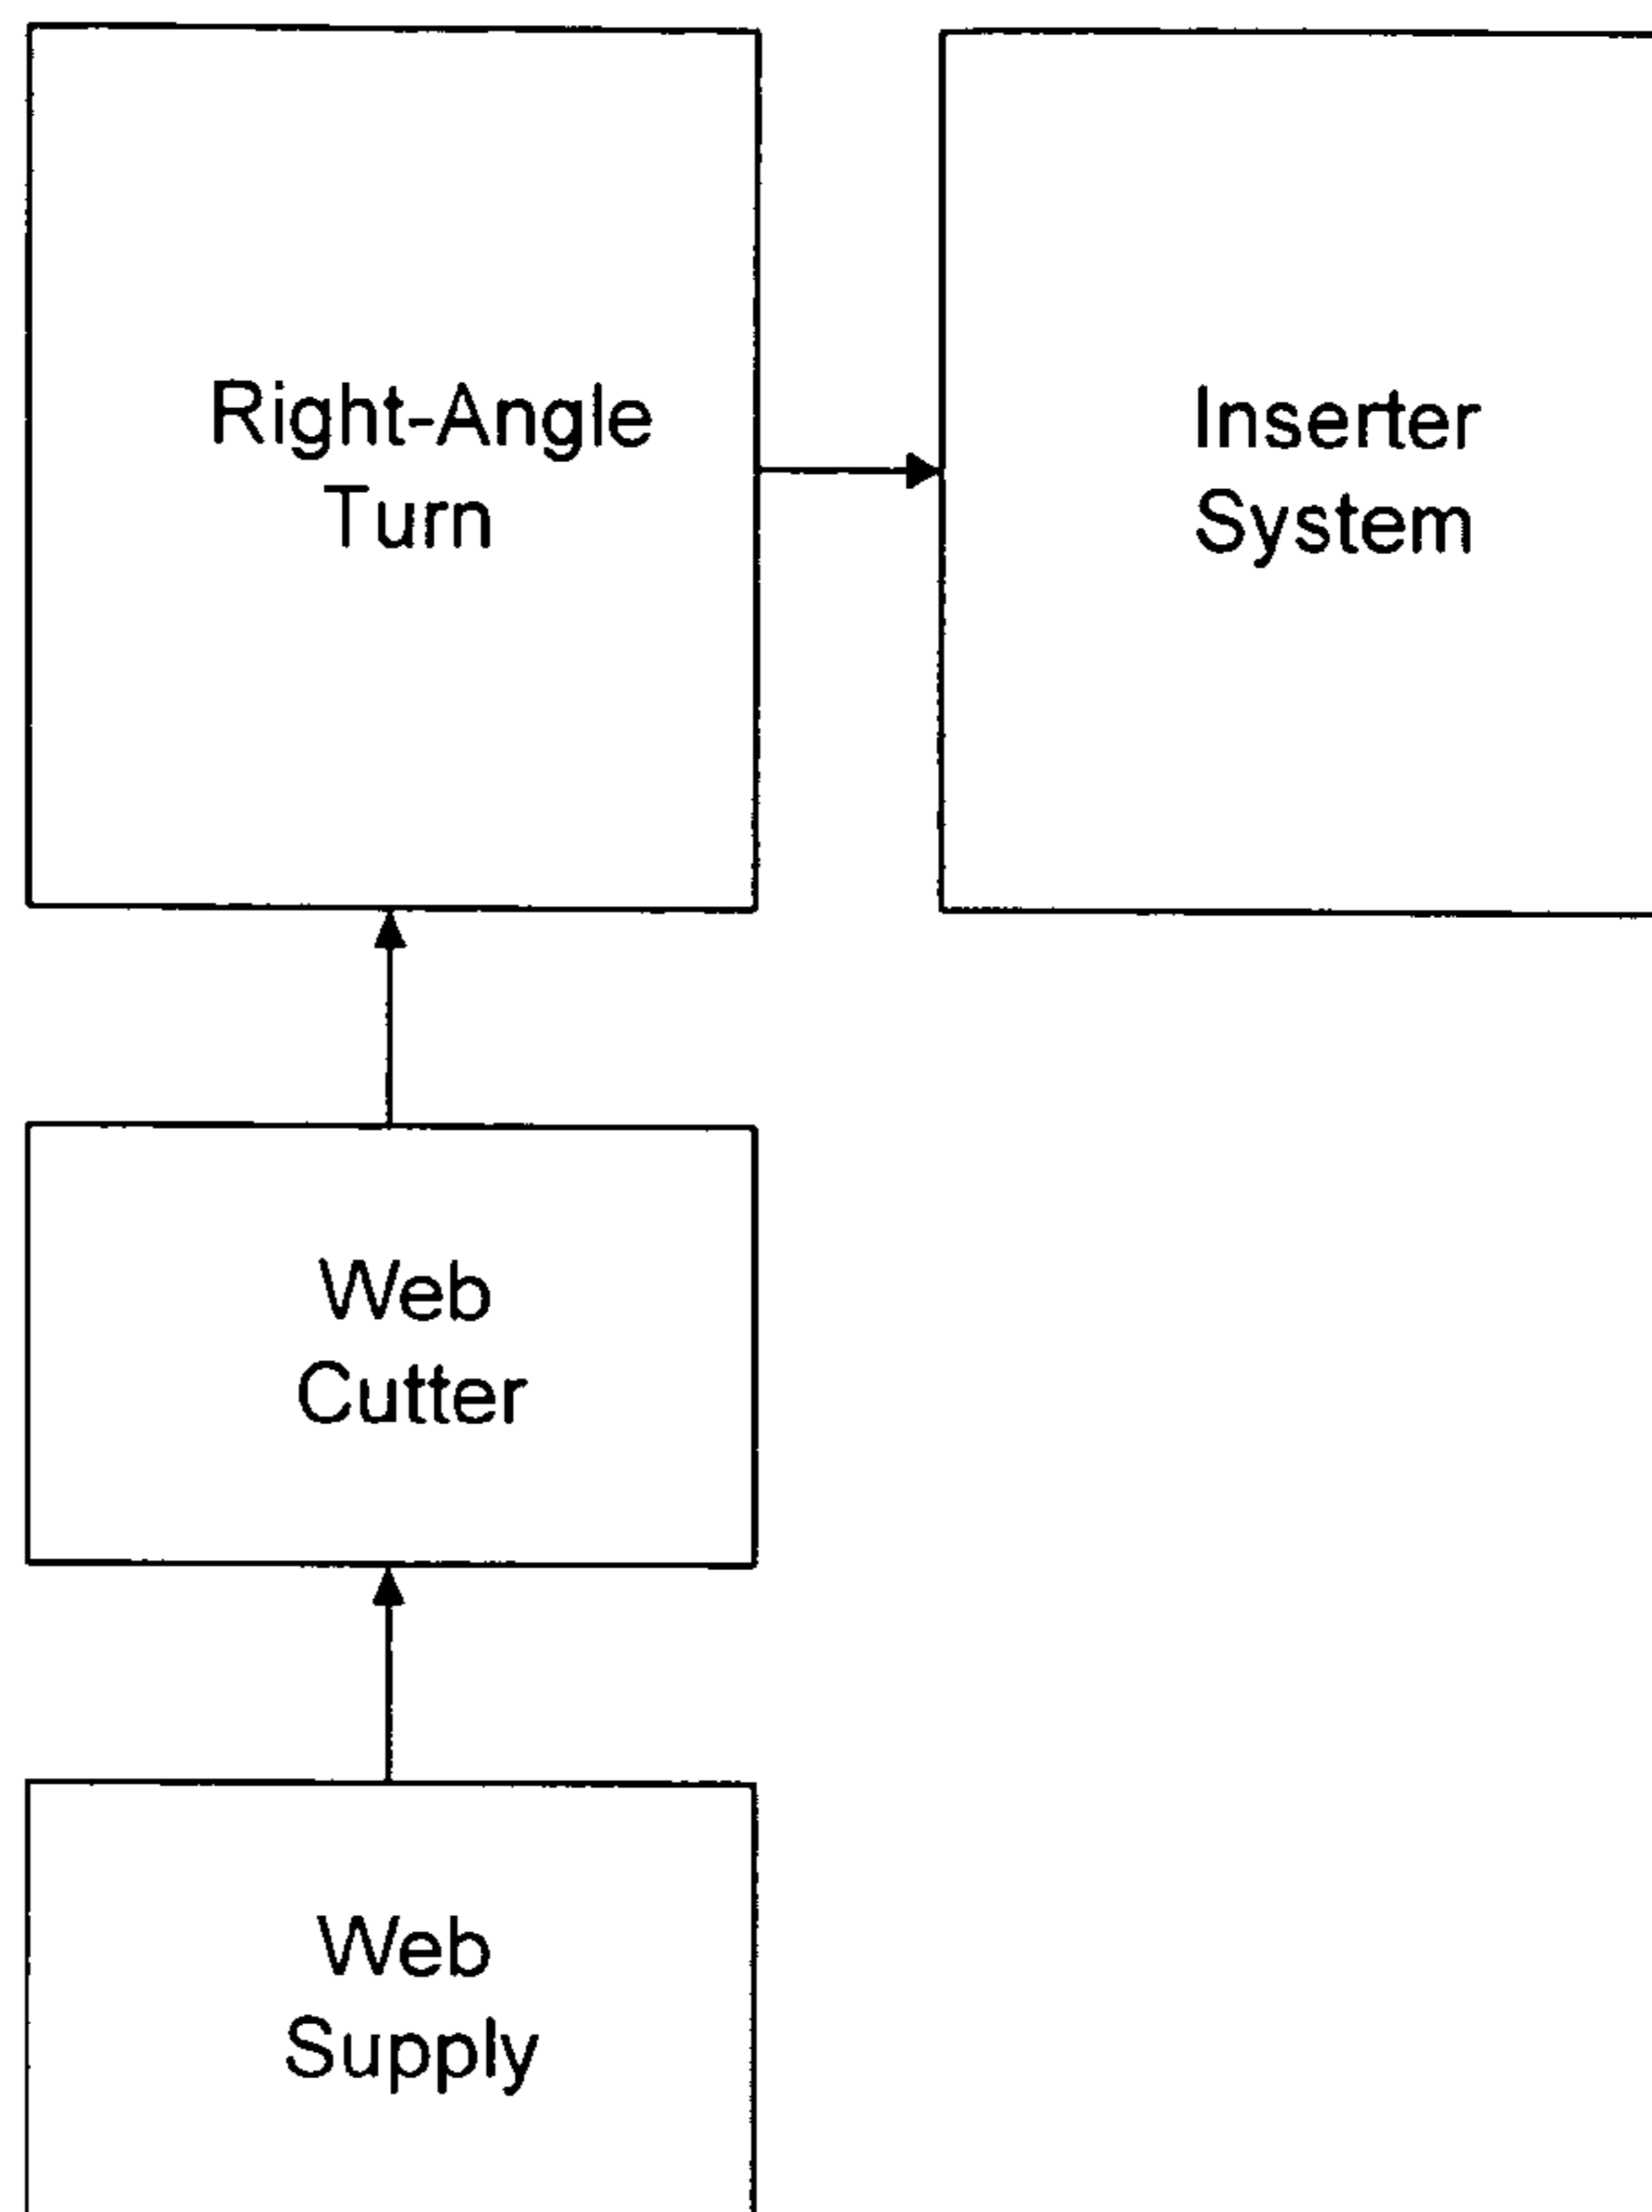 Right-Angle
Turn
Inserter
System
Web
Cutter
Web
Supply